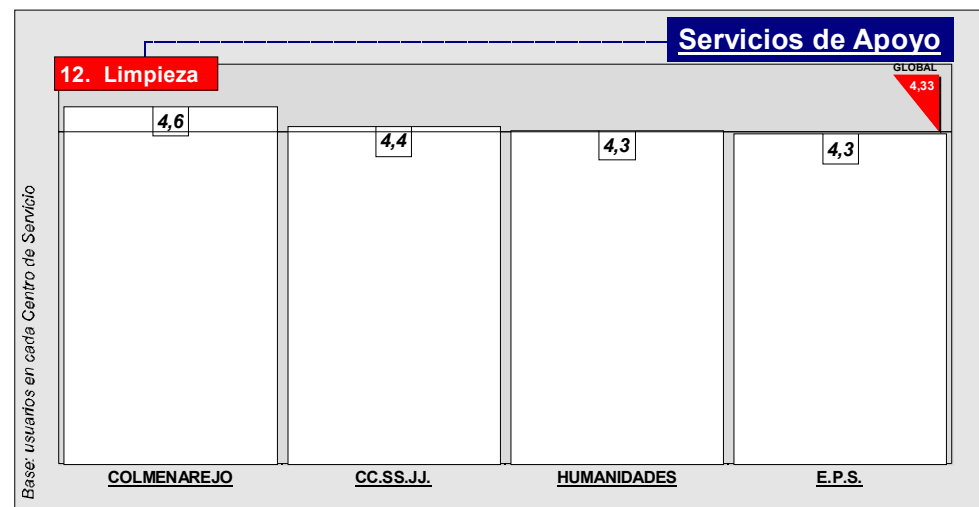 Servicios de Apoyo
12. Limpieza
GLOBAL
4,33
4,6
4,4
4,3
4,3
Base: usuarios en cada Centro de Servicio
COLMENAREJO
CC.SS.JJ.
HUMANIDADES
E.P.S.